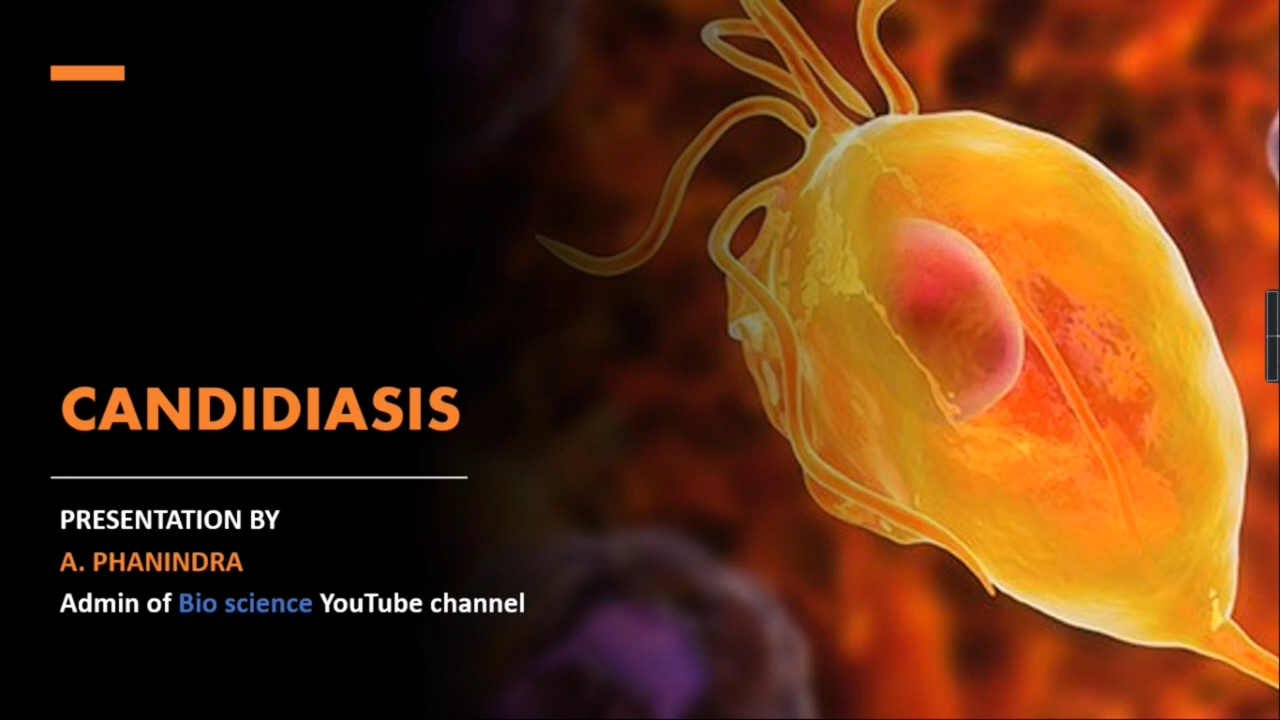 CANDIDIASIS
PRESENTATION BY
A. PHANINDRA
Admin of Bio science YouTube channel